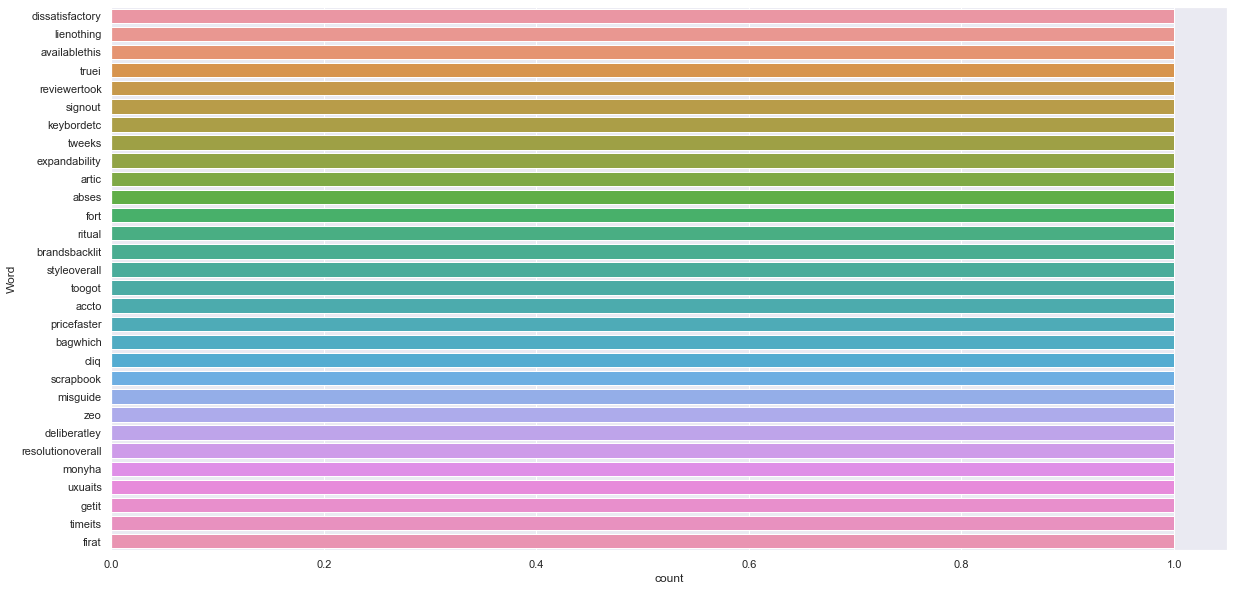 dissatisfactory
lienothing
availablethis
truei
reviewertook
signout
keybordetc
tweeks
expandability
artic
abses
fort
ritual
brandsbacklit
styleoverall
toogot
accto
pricefaster
bagwhich
cliq
scrapbook
misguide
zeo
deliberatley
resolutionoverall
monyha
uxuaits
getit
timeits
firat
Word
0.0 0.2 0.4 0.6 0.8 1.0
count